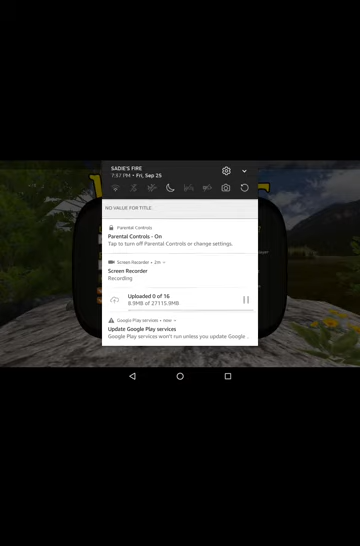 SADIE'S FIRE
7:57 PM • Fri, Sep 25
NO VALUE FOR TITLE
Parental Controls
Parental Controls - On
Tap to turn off Parental Controls or change settings.
Screen Recorder • 2m
Screen Recorder
Recording
Uploaded 0 of 16
8.9MB of 27115.9MB
Google Play services • now
Update Google Play services
Google Play services won't run unless you update Google ...